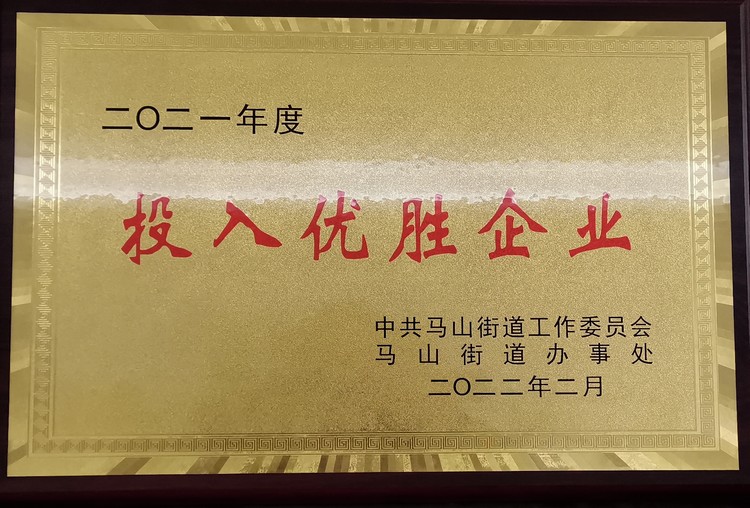 二〇二一年度
投入优胜企业
中共马山街道工作委员会
马山街道办事处
二〇二二年二月